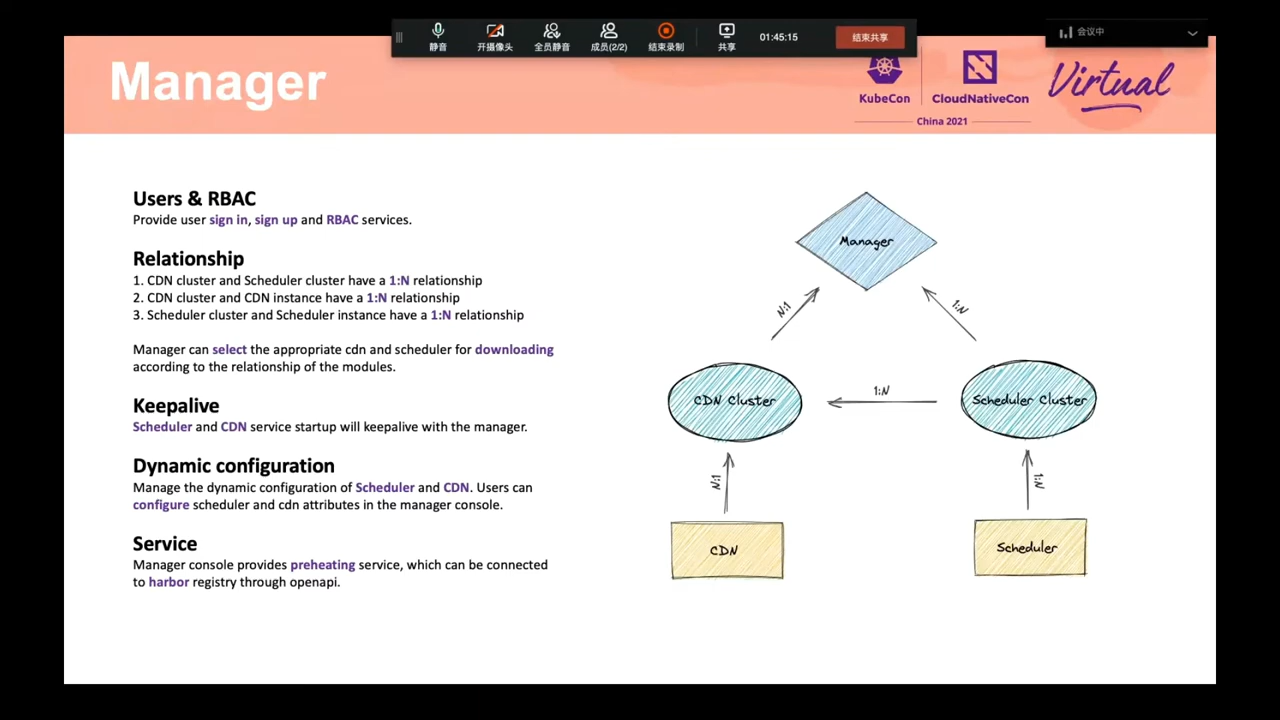 静音
开摄像头
全员静音
成员(2/2)
结束录制
共享
01:45:15
结束共享
会议中
Manager
KubeCon
CloudNativeCon
China 2021
Virtual
Users & RBAC
Provide user sign in, sign up and RBAC services.
Relationship
1. CDN cluster and Scheduler cluster have a 1:N relationship
2. CDN cluster and CDN instance have a 1:N relationship
3. Scheduler cluster and Scheduler instance have a 1:N relationship
Manager can select the appropriate cdn and scheduler for downloading
according to the relationship of the modules.
Keepalive
Scheduler and CDN service startup will keepalive with the manager.
Dynamic configuration
Manage the dynamic configuration of Scheduler and CDN. Users can
configure scheduler and cdn attributes in the manager console.
Service
Manager console provides preheating service, which can be connected
to harbor registry through openapi.
Manager
N:1
1:N
CDN Cluster
1:N
Scheduler Cluster
N:1
1:N
CDN
Scheduler